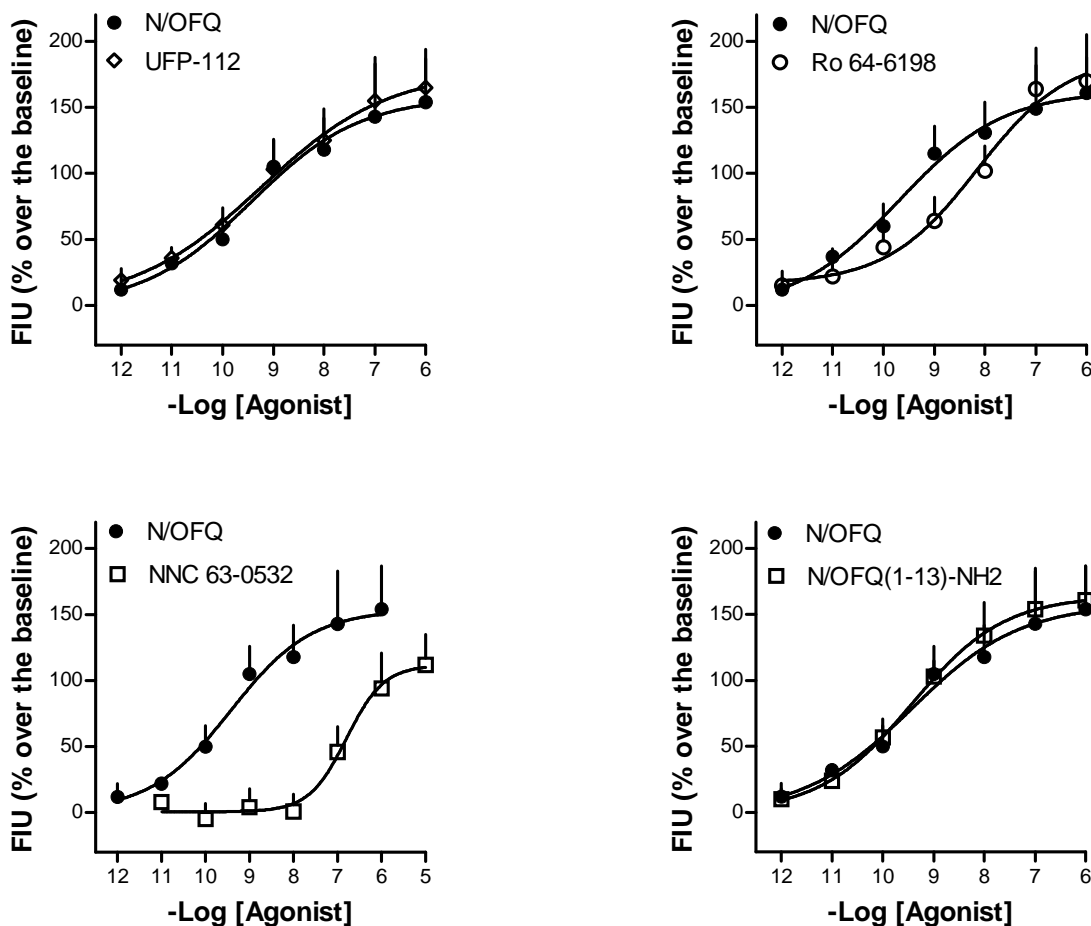 N/OFQ
UFP-112
FIU (% over the baseline)
200
150
100
50
0
12 11 10 9 8 7 6
-Log [Agonist]
N/OFQ
Ro 64-6198
FIU (% over the baseline)
200
150
100
50
0
12 11 10 9 8 7 6
-Log [Agonist]
N/OFQ
NNC 63-0532
FIU (% over the baseline)
200
150
100
50
0
12 11 10 9 8 7 6 5
-Log [Agonist]
N/OFQ
N/OFQ(1-13)-NH2
FIU (% over the baseline)
200
150
100
50
0
12 11 10 9 8 7 6
-Log [Agonist]